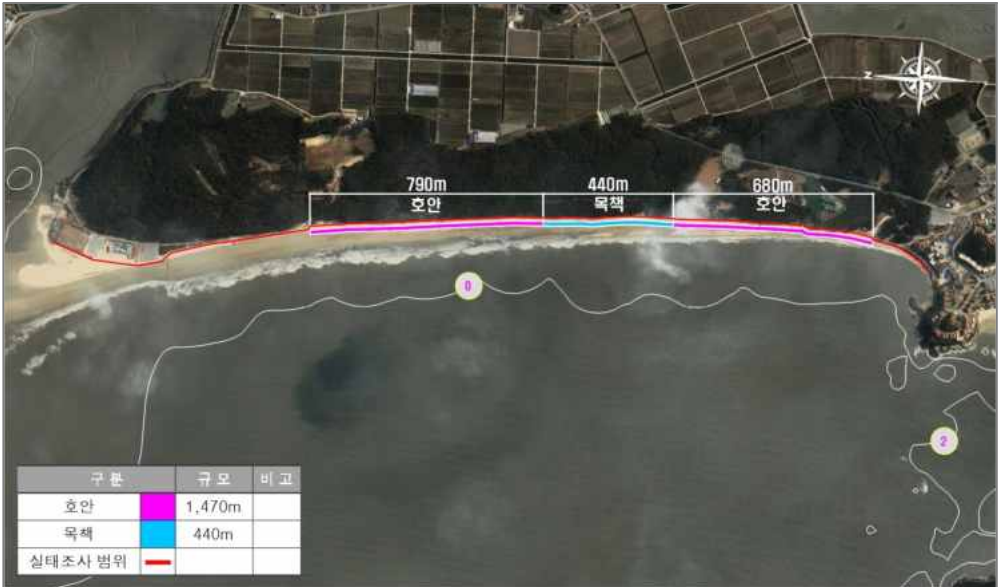 Z
790m
호안
440m
목책
680m
호안
0
2
구 분 규 모 비 고
호안 1,470m
목책 440m
실태조사 범위